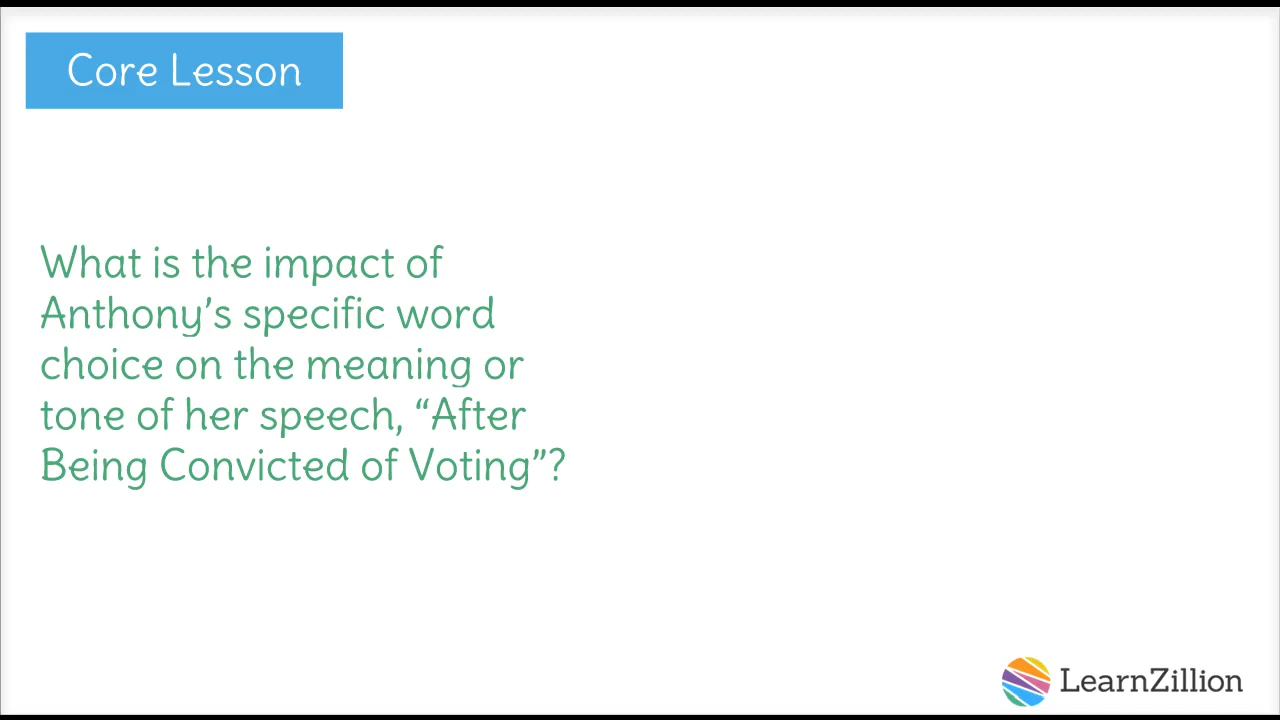 Core Lesson
What is the impact of
Anthony’s specific word
choice on the meaning or
tone of her speech, “After
Being Convicted of Voting”?
LearnZillion